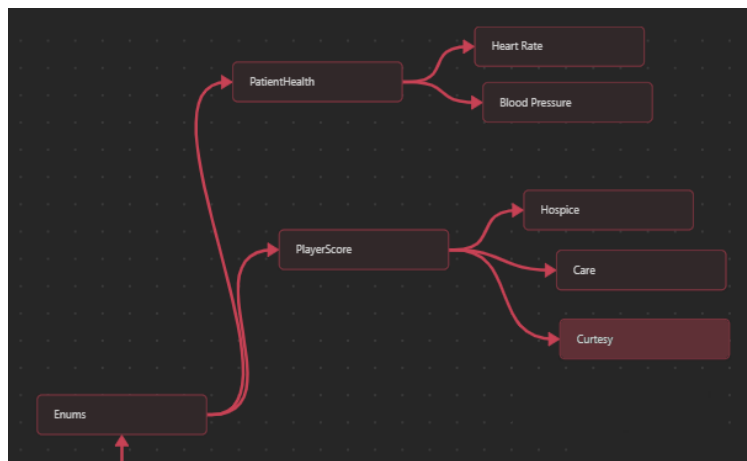 Heart Rate
PatientHealth
Blood Pressure
Hospice
PlayerScore
Care
Curtesy
Enums